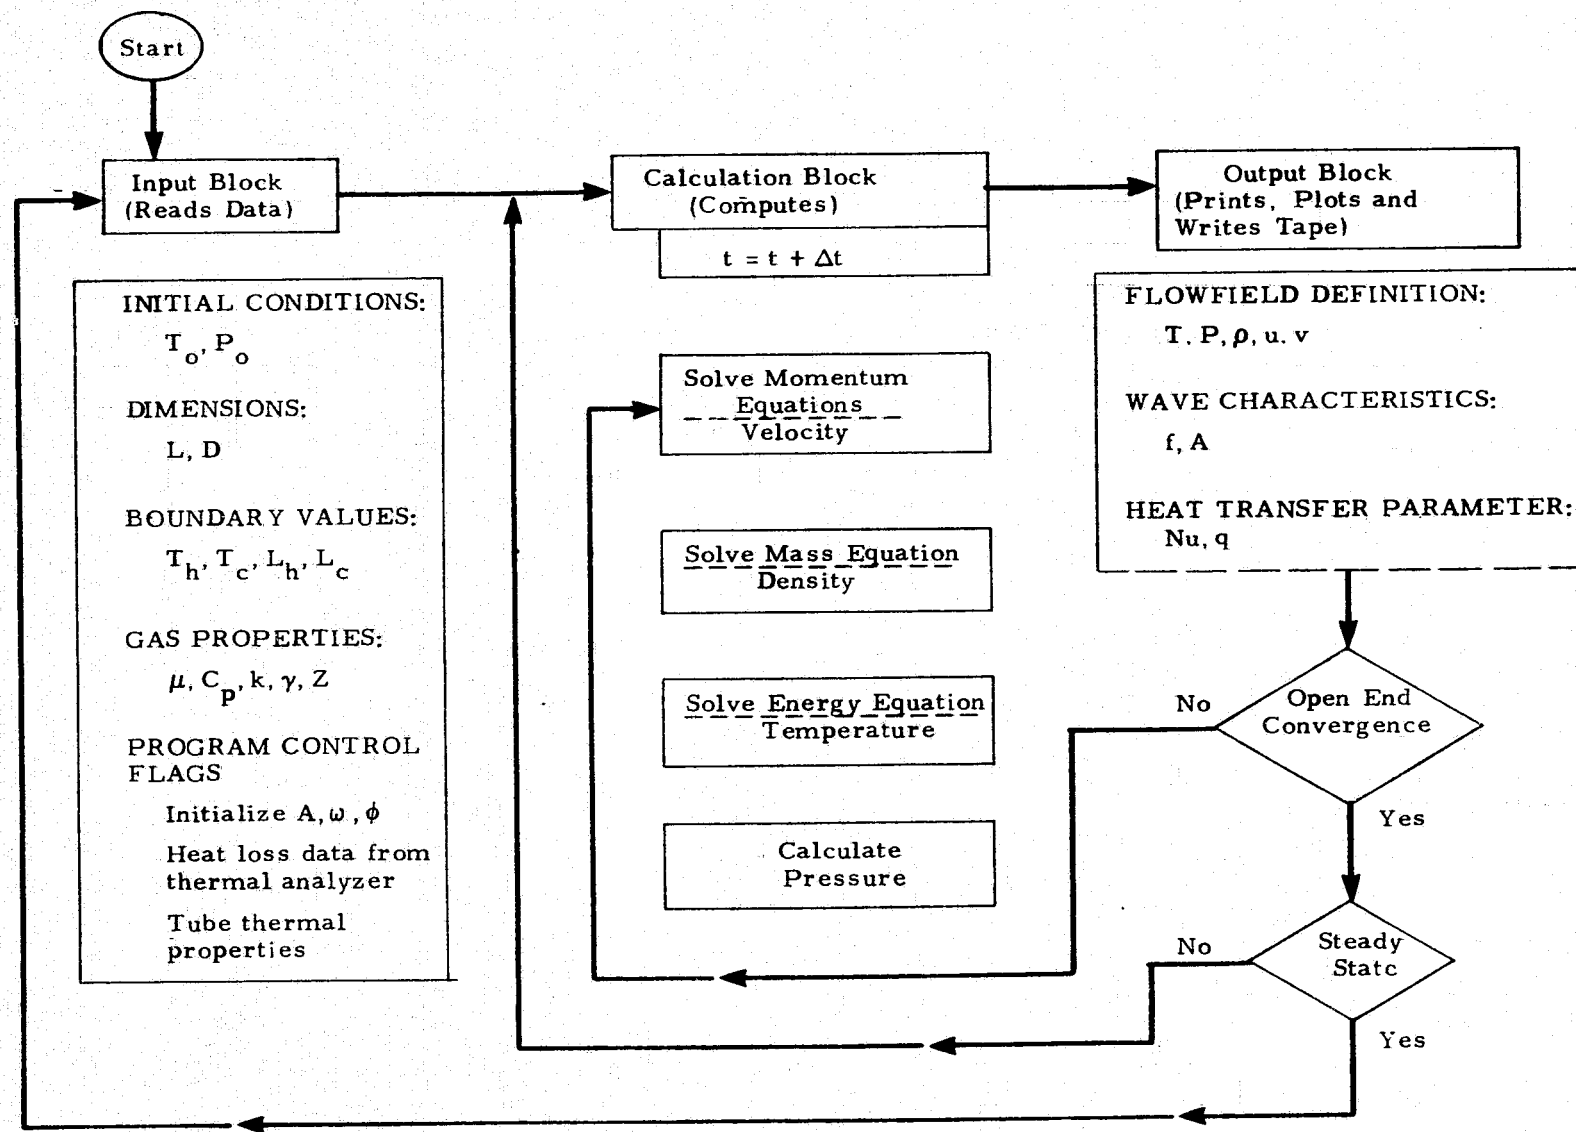 Start
Input Block
(Reads Data)
INITIAL CONDITIONS:
T_o, P_o
DIMENSIONS:
L, D
BOUNDARY VALUES:
T_h, T_c, L_h, L_c
GAS PROPERTIES:
μ, C_p, k, γ, Z
PROGRAM CONTROL
FLAGS
Initialize A, ω, φ
Heat loss data from
thermal analyzer
Tube thermal
properties
Calculation Block
(Computes)
t = t + Δt
Solve Momentum
Equations
Velocity
Solve Mass Equation
Density
Solve Energy Equation
Temperature
Calculate
Pressure
Output Block
(Prints, Plots and
Writes Tape)
FLOWFIELD DEFINITION:
T, P, ρ, u, v
WAVE CHARACTERISTICS:
f, A
HEAT TRANSFER PARAMETER:
Nu, q
Open End
Convergence
No
Yes
Steady
State
No
Yes